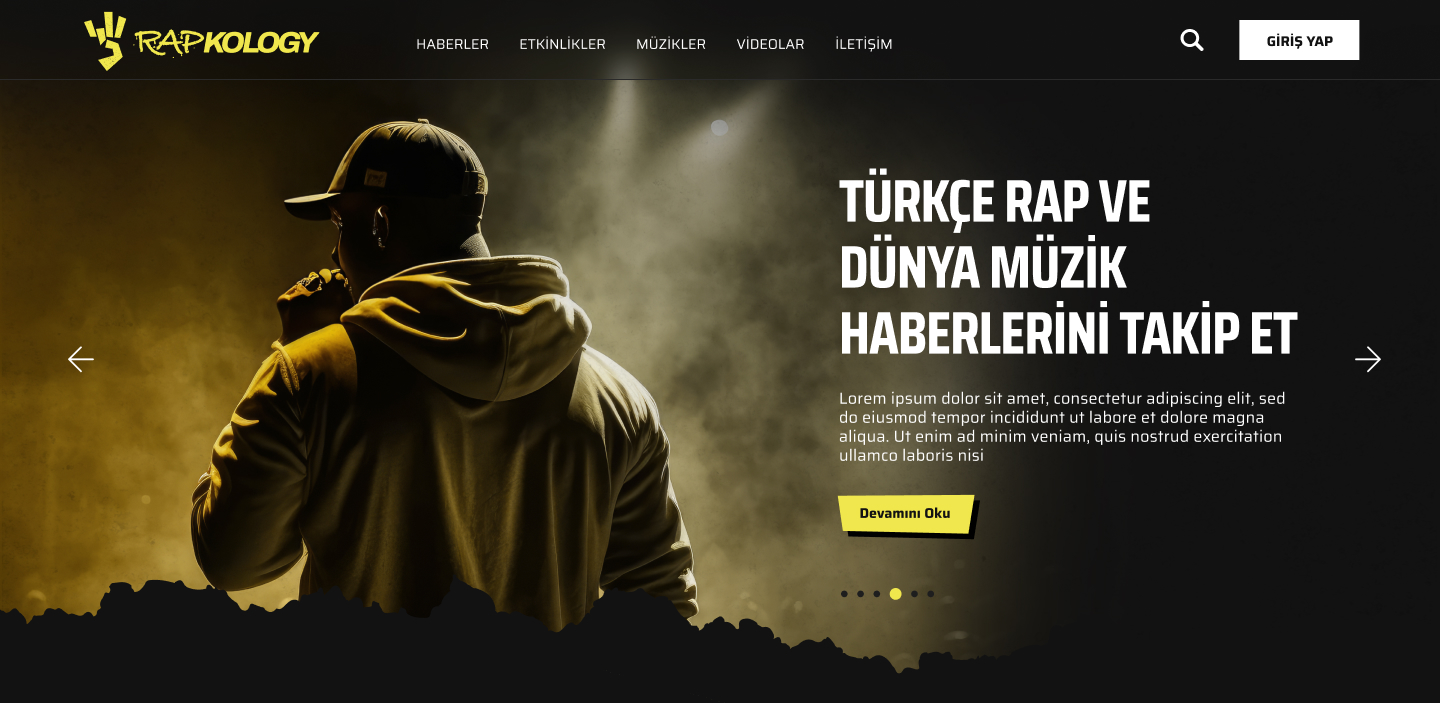 RAPKOLOGY
HABERLER
ETKİNLİKLER
MÜZİKLER
VİDEOLAR
İLETİŞİM
GİRİŞ YAP
TÜRKÇE RAP VE
DÜNYA MÜZİK
HABERLERİNİ TAKİP ET
Lorem ipsum dolor sit amet, consectetur adipiscing elit, sed
do eiusmod tempor incididunt ut labore et dolore magna
aliqua. Ut enim ad minim veniam, quis nostrud exercitation
ullamco laboris nisi
Devamını Oku